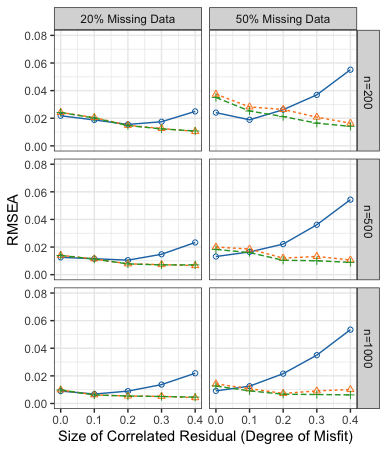 20% Missing Data 50% Missing Data
0.08
0.06
0.04
0.02
0.00
n=200
0.08
0.06
0.04
0.02
0.00
n=500
0.08
0.06
0.04
0.02
0.00
n=1000
RMSEA
0.0 0.1 0.2 0.3 0.4 0.0 0.1 0.2 0.3 0.4
Size of Correlated Residual (Degree of Misfit)